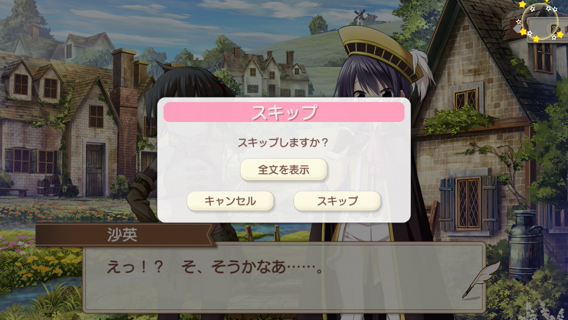 スキップ
スキップしますか？
全文を表示
キャンセル
スキップ
沙英
えっ！？　そ、そうかなあ……。